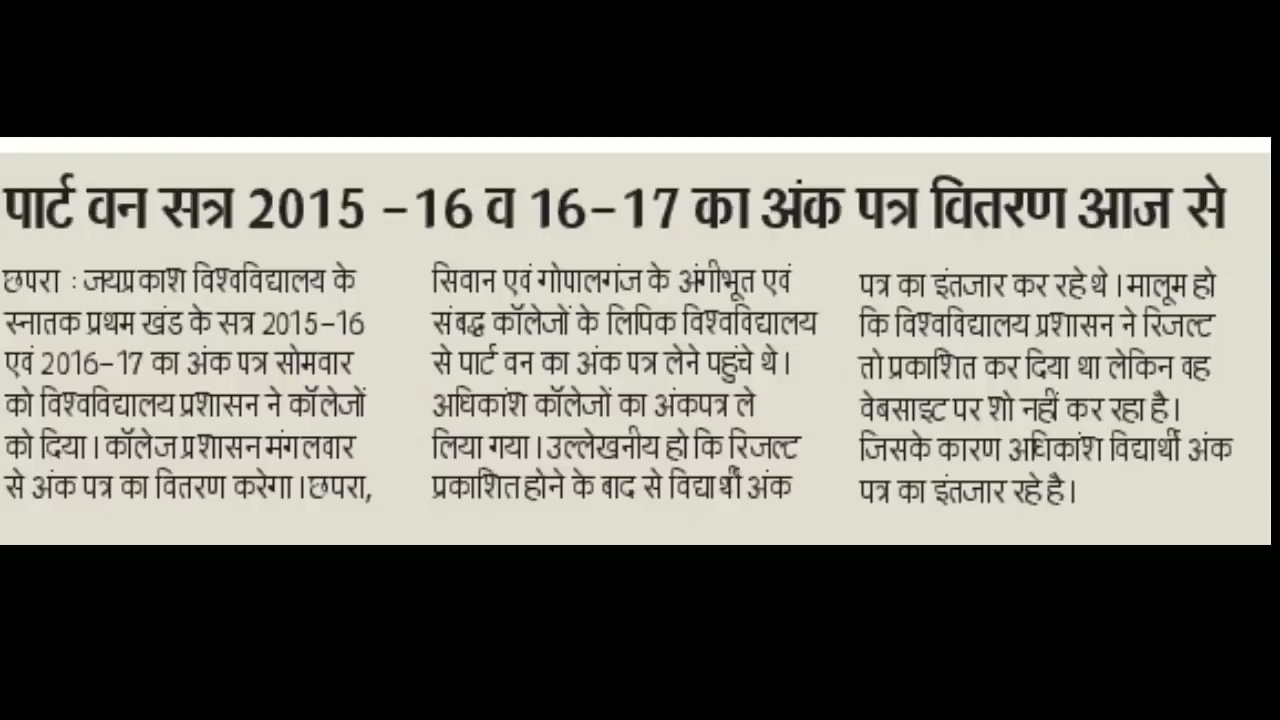 पार्ट वन सत्र 2015 -16 व 16-17 का अंक पत्र वितरण आज से
छपरा : जयप्रकाश विश्वविद्यालय के
स्नातक प्रथम खंड के सत्र 2015-16
एवं 2016-17 का अंक पत्र सोमवार
को विश्वविद्यालय प्रशासन ने कॉलेजों
को दिया । कॉलेज प्रशासन मंगलवार
से अंक पत्र का वितरण करेगा । छपरा,
सिवान एवं गोपालगंज के अंगीभूत एवं
संबद्ध कॉलेजों के लिपिक विश्वविद्यालय
से पार्ट वन का अंक पत्र लेने पहुंचे थे ।
अधिकांश कॉलेजों का अंकपत्र ले
लिया गया । उल्लेखनीय हो कि रिजल्ट
प्रकाशित होने के बाद से विद्यार्थी अंक
पत्र का इंतजार कर रहे थे । मालूम हो
कि विश्वविद्यालय प्रशासन ने रिजल्ट
तो प्रकाशित कर दिया था लेकिन वह
वेबसाइट पर शो नहीं कर रहा है ।
जिसके कारण अधिकांश विद्यार्थी अंक
पत्र का इंतजार रहे है ।